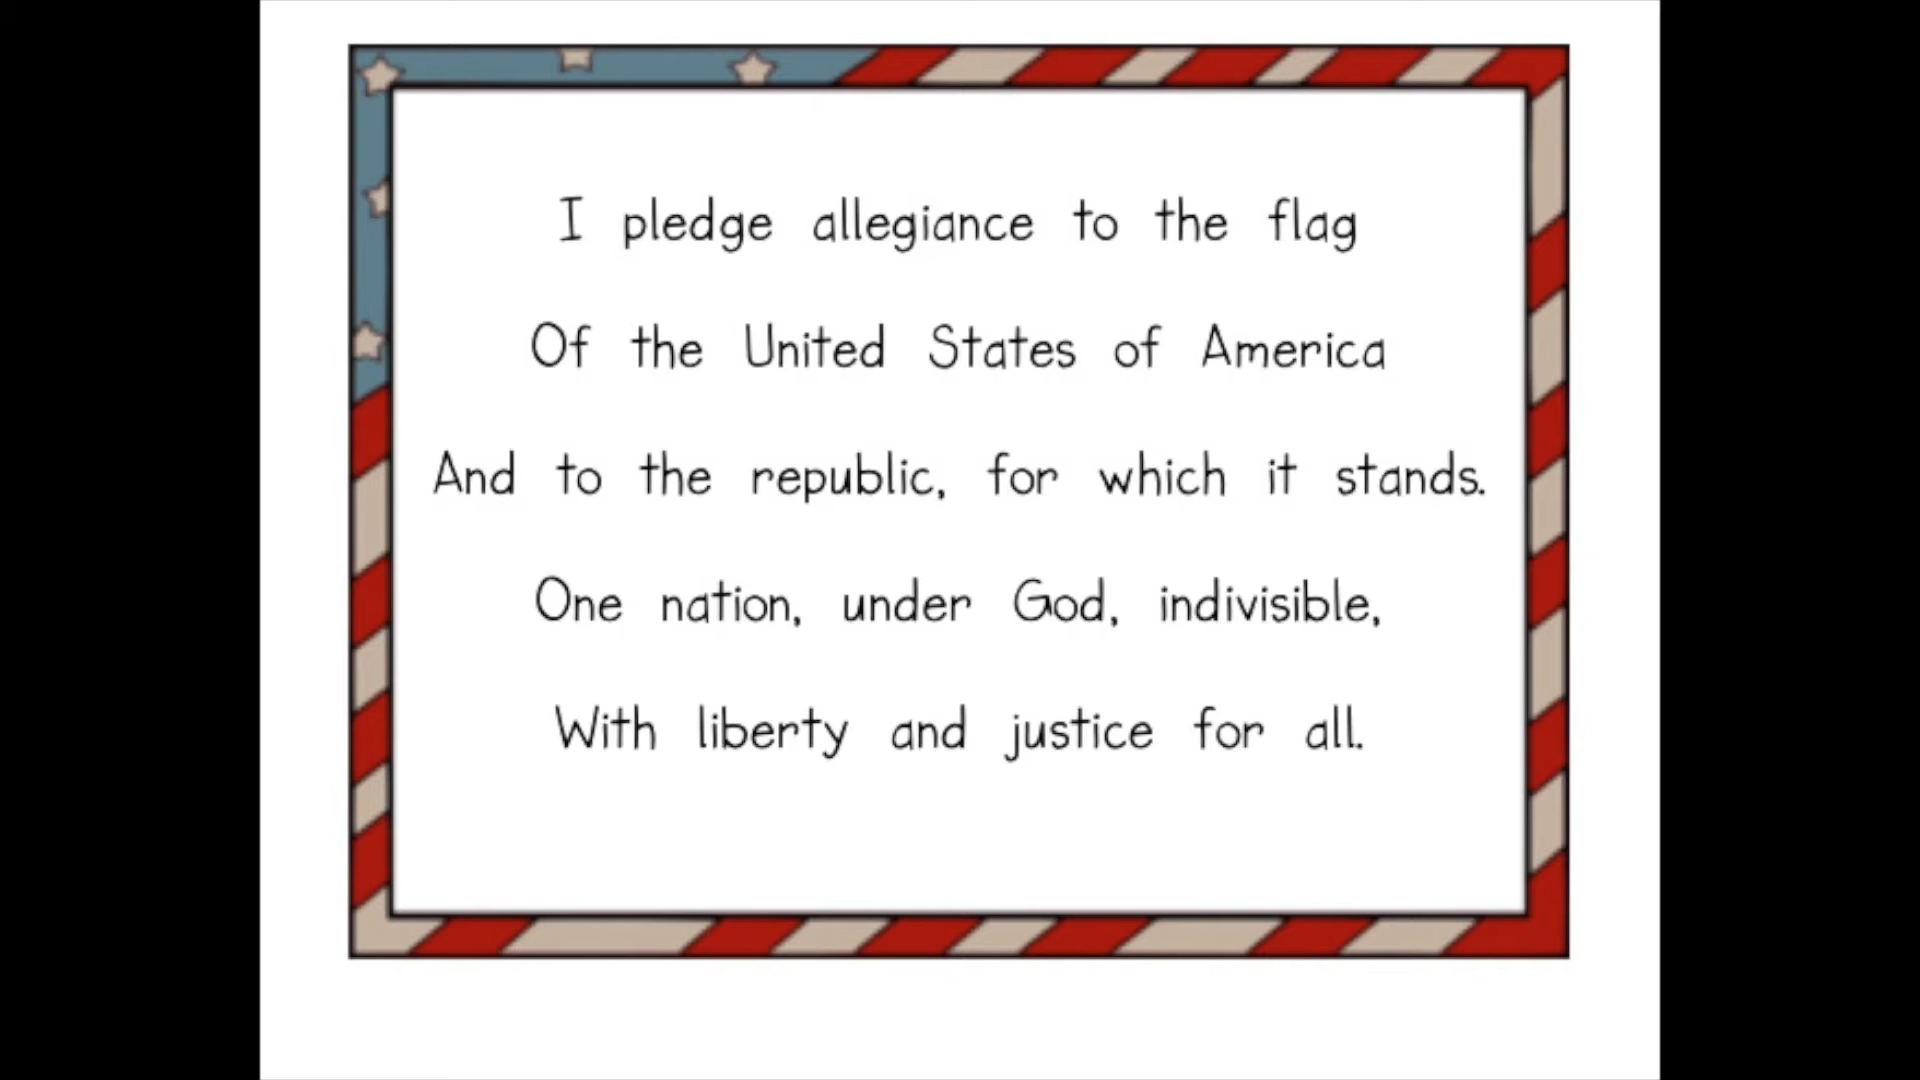 I pledge allegiance to the flag
Of the United States of America
And to the republic, for which it stands.
One nation, under God, indivisible,
With liberty and justice for all.